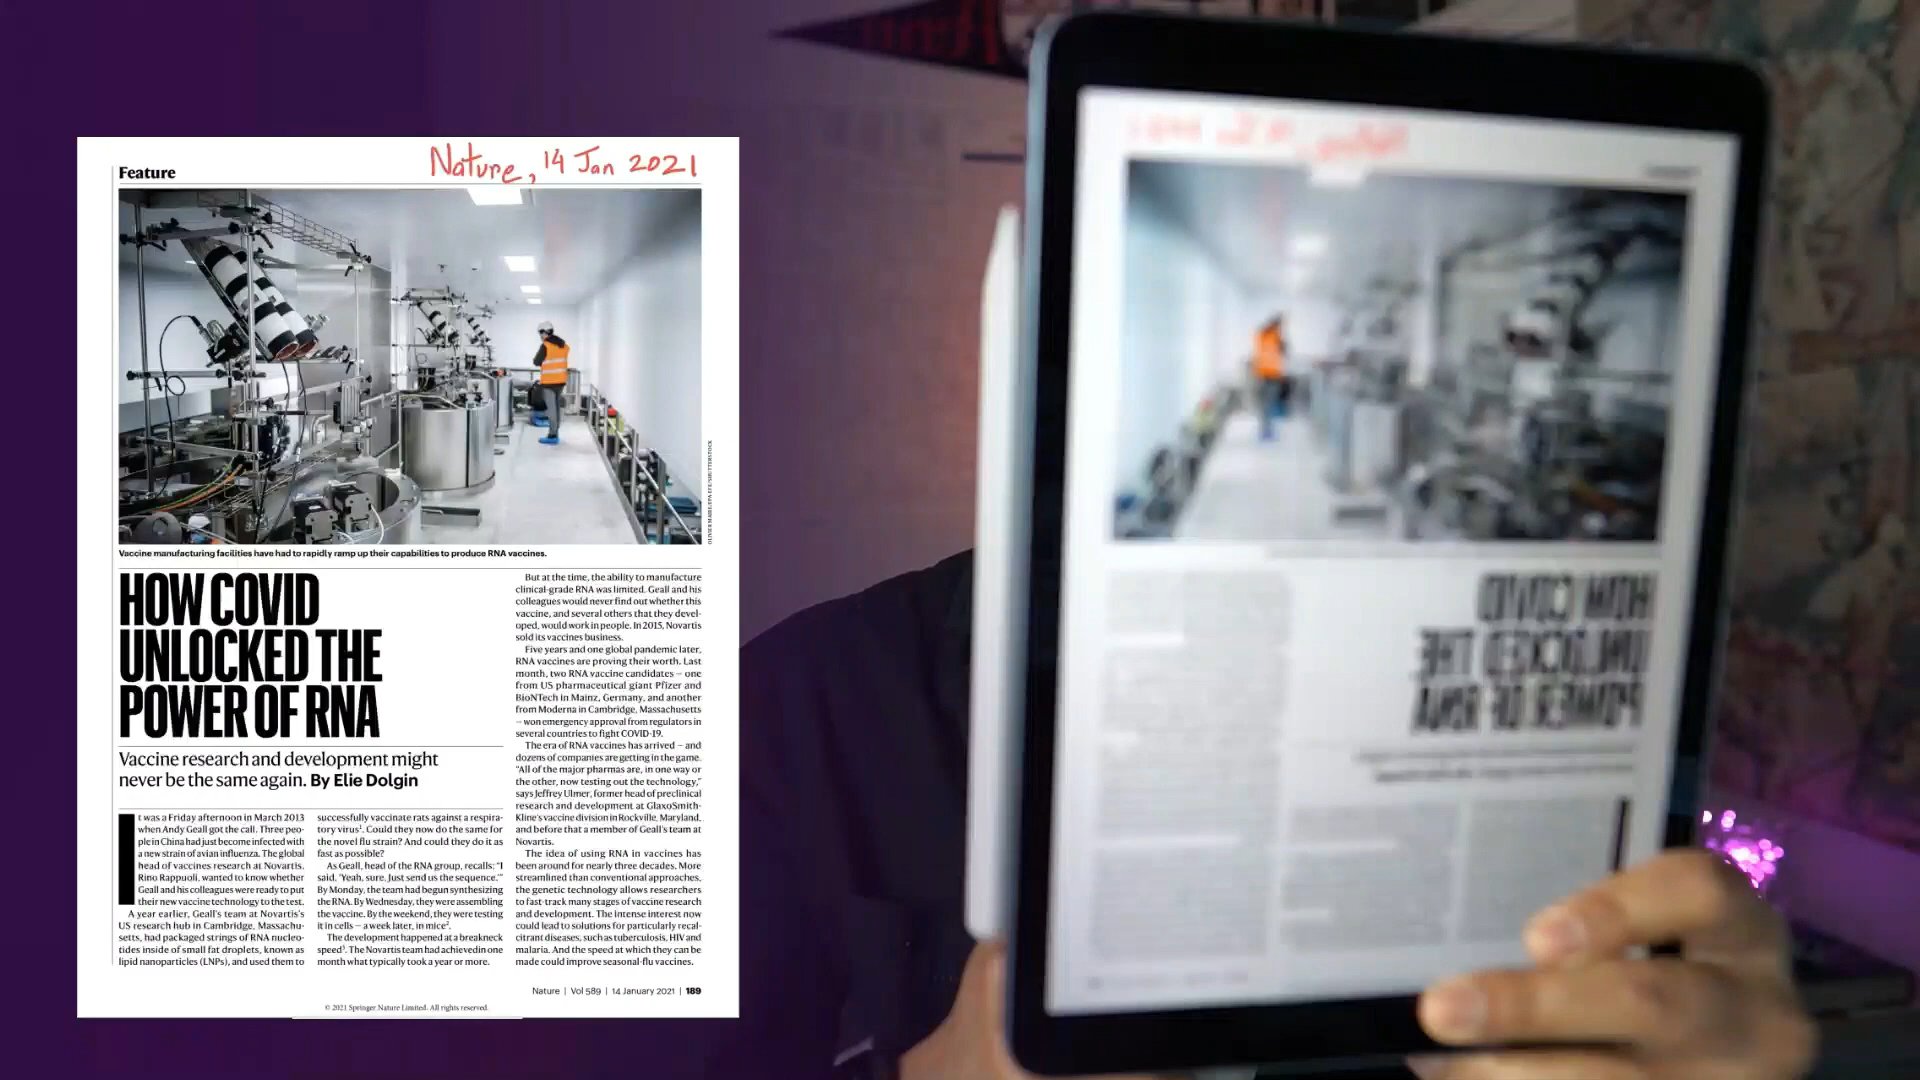 Feature
Nature, 14 Jan 2021
OLIVIER MAIRE/EPA-EFE/SHUTTERSTOCK
Vaccine manufacturing facilities have had to rapidly ramp up their capabilities to produce RNA vaccines.
HOW COVID
UNLOCKED THE
POWER OF RNA
Vaccine research and development might
never be the same again. By Elie Dolgin
It was a Friday afternoon in March 2013
when Andy Geall got the call. Three peo-
ple in China had just become infected with
a new strain of avian influenza. The global
head of vaccines research at Novartis,
Rino Rappuoli, wanted to know whether
Geall and his colleagues were ready to put
their new vaccine technology to the test.
A year earlier, Geall's team at Novartis's
US research hub in Cambridge, Massachu-
setts, had packaged strings of RNA nucleo-
tides inside of small fat droplets, known as
lipid nanoparticles (LNPs), and used them to
successfully vaccinate rats against a respira-
tory virus¹. Could they now do the same for
the novel flu strain? And could they do it as
fast as possible?
As Geall, head of the RNA group, recalls: “I
said, ‘Yeah, sure. Just send us the sequence.’”
By Monday, the team had begun synthesizing
the RNA. By Wednesday, they were assembling
the vaccine. By the weekend, they were testing
it in cells — a week later, in mice².
The development happened at a breakneck
speed³. The Novartis team had achieved in one
month what typically took a year or more.
But at the time, the ability to manufacture
clinical-grade RNA was limited. Geall and his
colleagues would never find out whether this
vaccine, and several others that they devel-
oped, would work in people. In 2015, Novartis
sold its vaccines business.
Five years and one global pandemic later,
RNA vaccines are proving their worth. Last
month, two RNA vaccine candidates — one
from US pharmaceutical giant Pfizer and
BioNTech in Mainz, Germany, and another
from Moderna in Cambridge, Massachusetts
— won emergency approval from regulators in
several countries to fight COVID-19.
The era of RNA vaccines has arrived — and
dozens of companies are getting in the game.
“All of the major pharmas are, in one way or
the other, now testing out the technology,”
says Jeffrey Ulmer, former head of preclinical
research and development at GlaxoSmith-
Kline's vaccine division in Rockville, Maryland,
and before that a member of Geall's team at
Novartis.
The idea of using RNA in vaccines has
been around for nearly three decades. More
streamlined than conventional approaches,
the genetic technology allows researchers
to fast-track many stages of vaccine research
and development. The intense interest now
could lead to solutions for particularly recal-
citrant diseases, such as tuberculosis, HIV and
malaria. And the speed at which they can be
made could improve seasonal-flu vaccines.
Nature | Vol 589 | 14 January 2021 | 189
© 2021 Springer Nature Limited. All rights reserved.
HOW COVID
UNLOCKED THE
POWER OF RNA